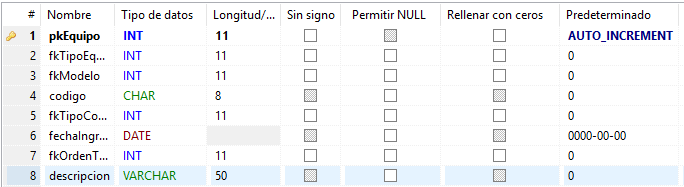 # Nombre Tipo de datos Longitud/... Sin signo Permitir NULL Rellenar con ceros Predeterminado
1 pkEquipo INT 11 AUTO_INCREMENT
2 fkTipoEq... INT 11 0
3 fkModelo INT 11 0
4 codigo CHAR 8 0
5 fkTipoCo... INT 11 0
6 fechaIngr... DATE 0000-00-00
7 fkOrdenT... INT 11 0
8 descripcion VARCHAR 50 0